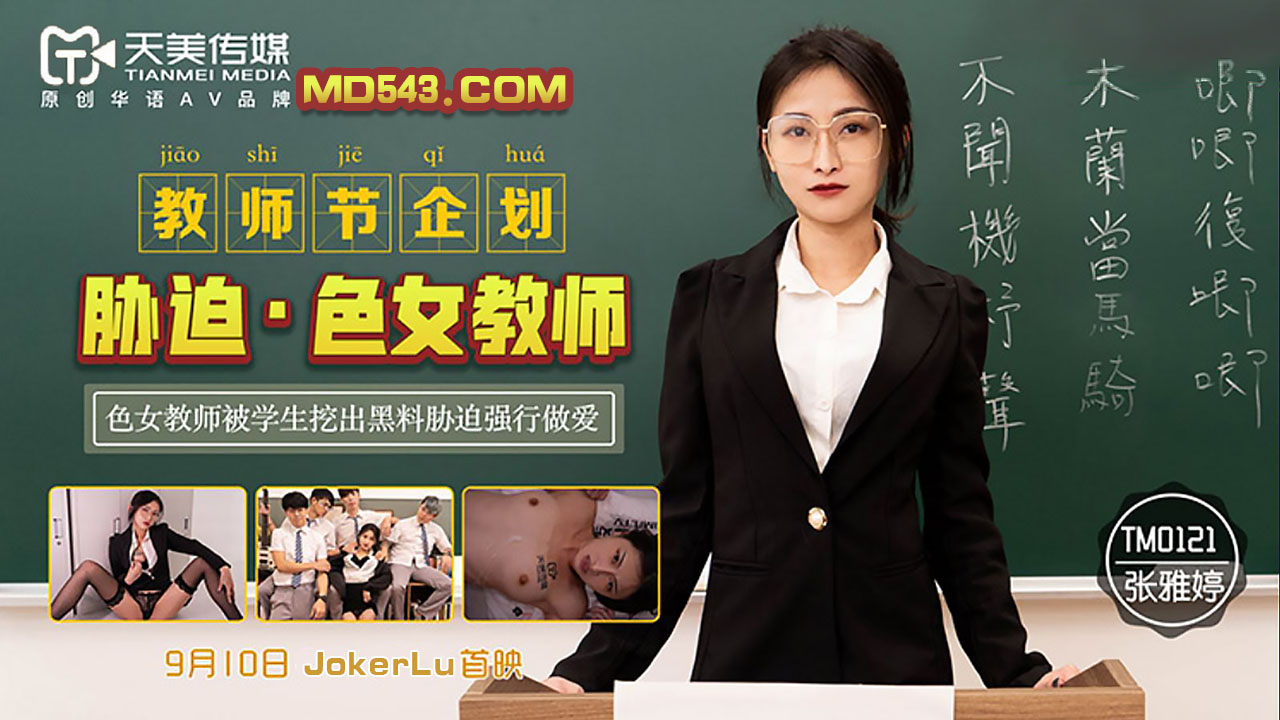 天美传媒
TIANMEI MEDIA
原创华语AV品牌
MD543.COM
jiāo shī jiē qǐ huá
教师节企划
胁迫·色女教师
色女教师被学生挖出黑料胁迫强行做爱
9月10日 JokerLu首映
唧唧復唧唧
木蘭當馬騎
不聞機杼聲
TM0121
张雅婷